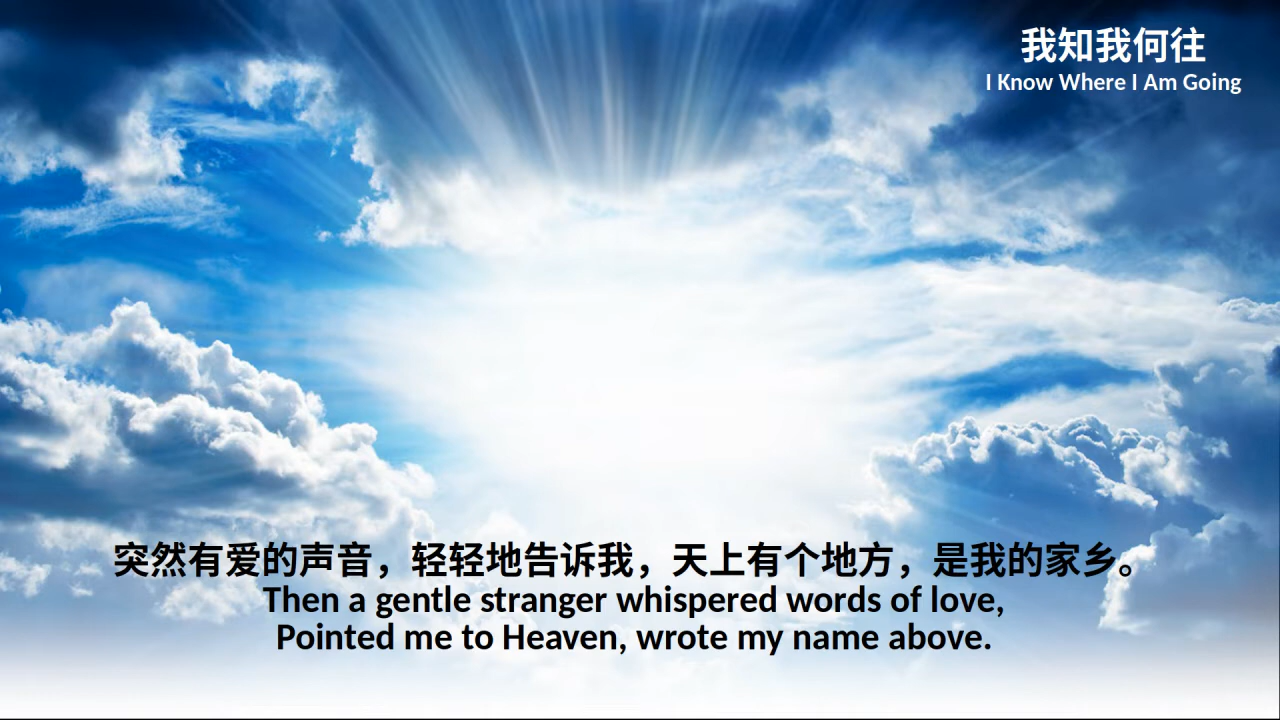 我知我何往
I Know Where I Am Going
突然有爱的声音，轻轻地告诉我，天上有个地方，是我的家乡。
Then a gentle stranger whispered words of love,
Pointed me to Heaven, wrote my name above.